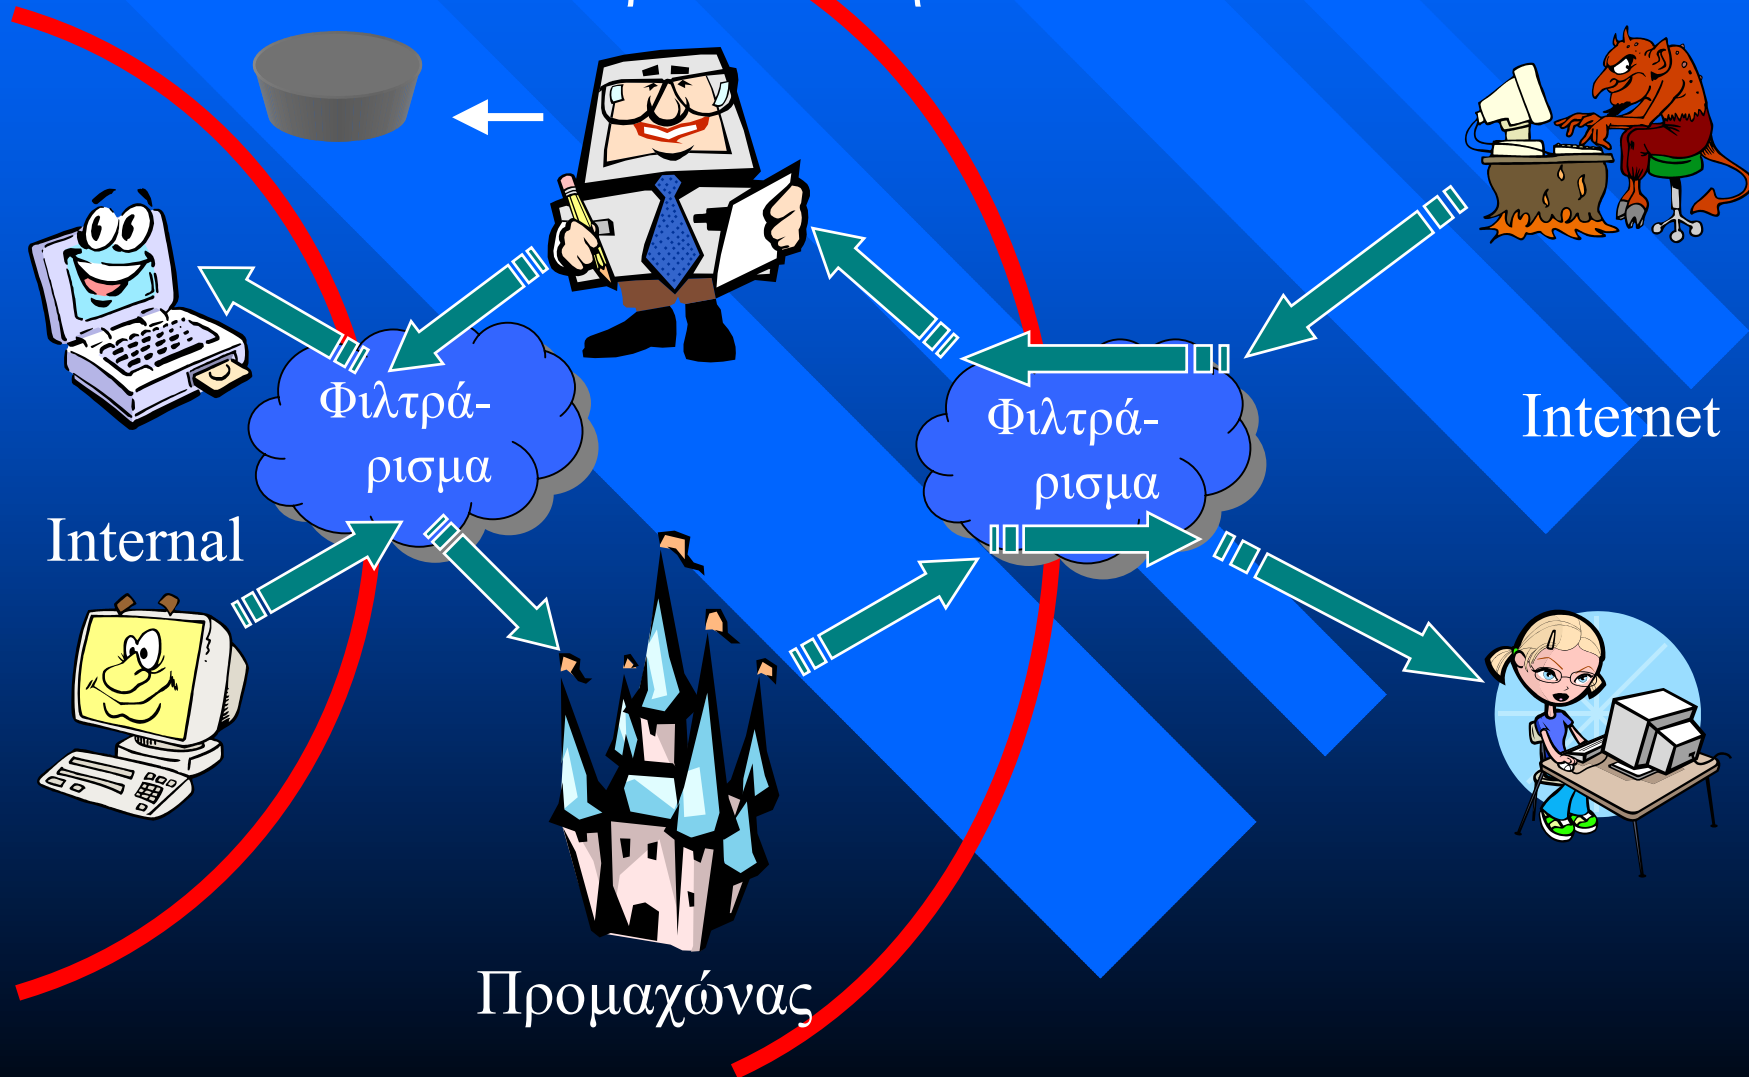 Φιλτρά-
ρισμα
Φιλτρά-
ρισμα
Internet
Internal
Προμαχώνας